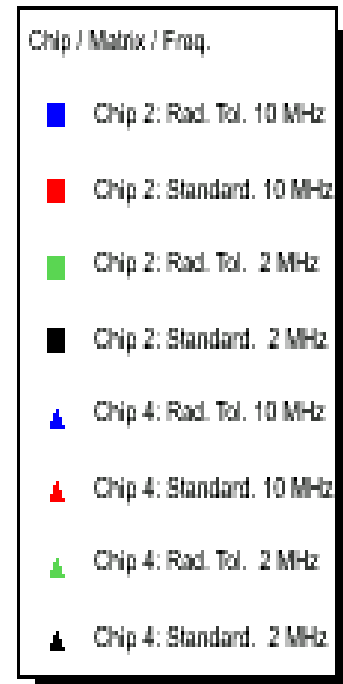 Chip / Matrix / Freq.
Chip 2: Rad. Tol. 10 MHz
Chip 2: Standard. 10 MHz
Chip 2: Rad. Tol. 2 MHz
Chip 2: Standard. 2 MHz
Chip 4: Rad. Tol. 10 MHz
Chip 4: Standard. 10 MHz
Chip 4: Rad. Tol. 2 MHz
Chip 4: Standard. 2 MHz